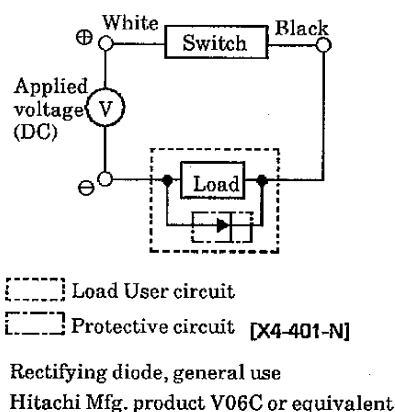 White
Black
⊕
Switch
Applied
voltage
(DC)
V
⊖
Load
Load User circuit
Protective circuit [X4-401-N]
Rectifying diode, general use
Hitachi Mfg. product V06C or equivalent